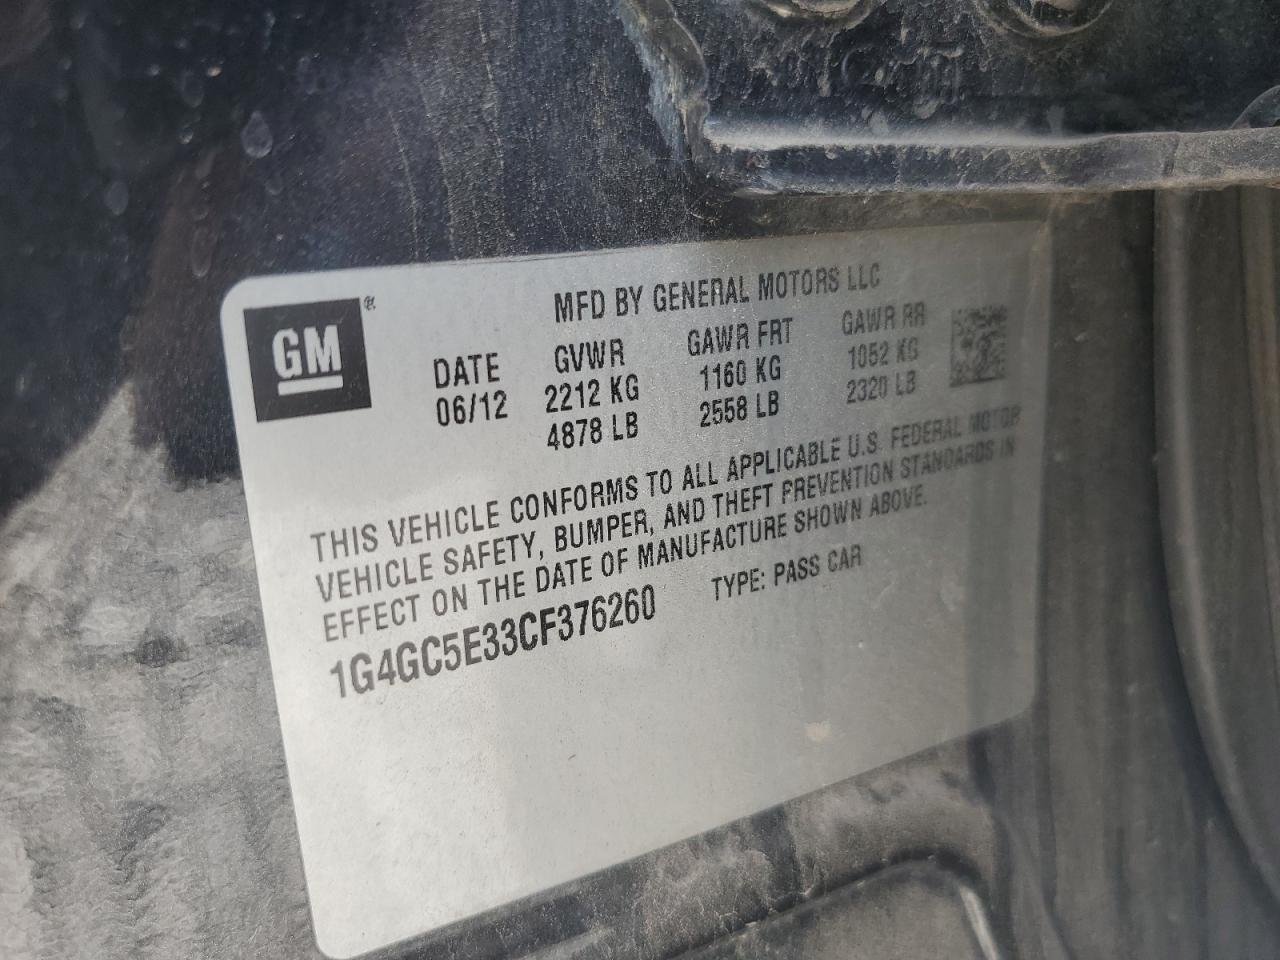 GM®
MFD BY GENERAL MOTORS LLC
DATE GVWR GAWR FRT GAWR RR
06/12 2212 KG 1160 KG 1052 KG
4878 LB 2558 LB 2320 LB
THIS VEHICLE CONFORMS TO ALL APPLICABLE U.S. FEDERAL MOTOR
VEHICLE SAFETY, BUMPER, AND THEFT PREVENTION STANDARDS IN
EFFECT ON THE DATE OF MANUFACTURE SHOWN ABOVE.
1G4GC5E33CF376260 TYPE: PASS CAR